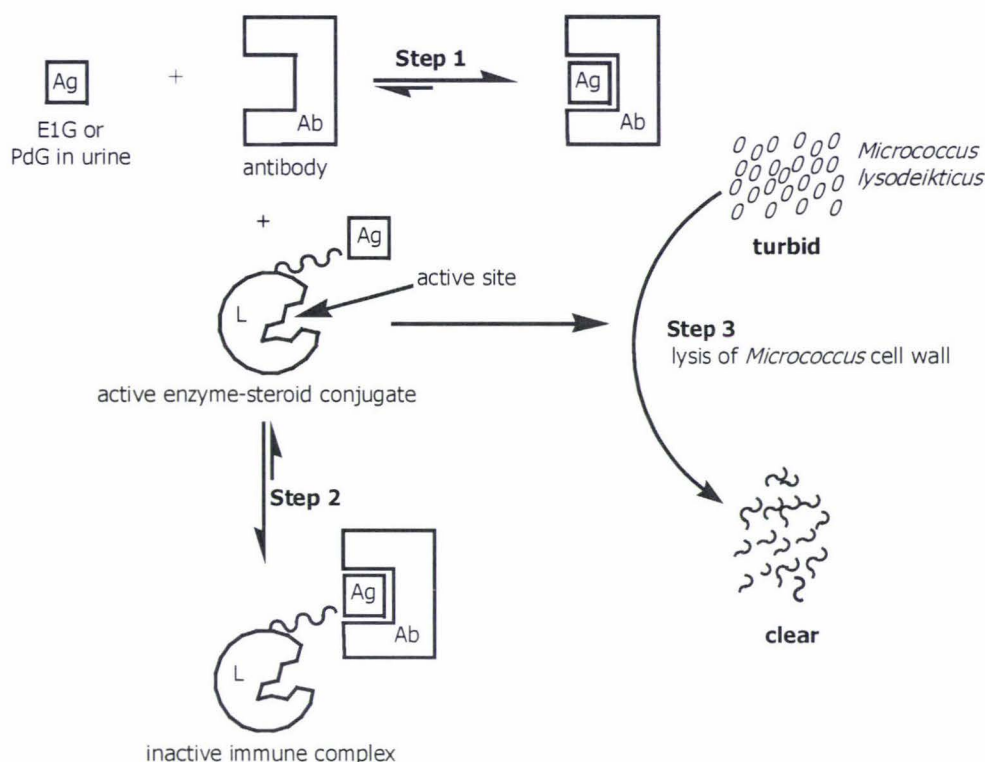 Step 1
Ag
+
Ab
Ag
Ab
E1G or
PdG in urine
antibody
Micrococcus
lysodeikticus
turbid
+
Ag
active site
L
Step 3
lysis of Micrococcus cell wall
active enzyme-steroid conjugate
Step 2
Ag
Ab
L
clear
inactive immune complex